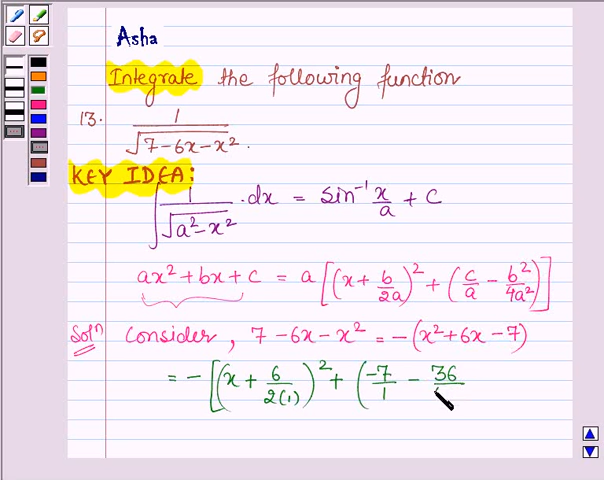 Asha
Integrate the following function
13. 1/√(7-6x-x²).
KEY IDEA:
∫ 1/√(a²-x²) .dx = sin⁻¹ x/a + C
ax²+bx+c = a[(x+b/2a)² + (c/a - b²/4a²)]
Solⁿ Consider, 7-6x-x² = -(x²+6x-7)
= -[(x+6/2(1))² + (-7/1 - 36/